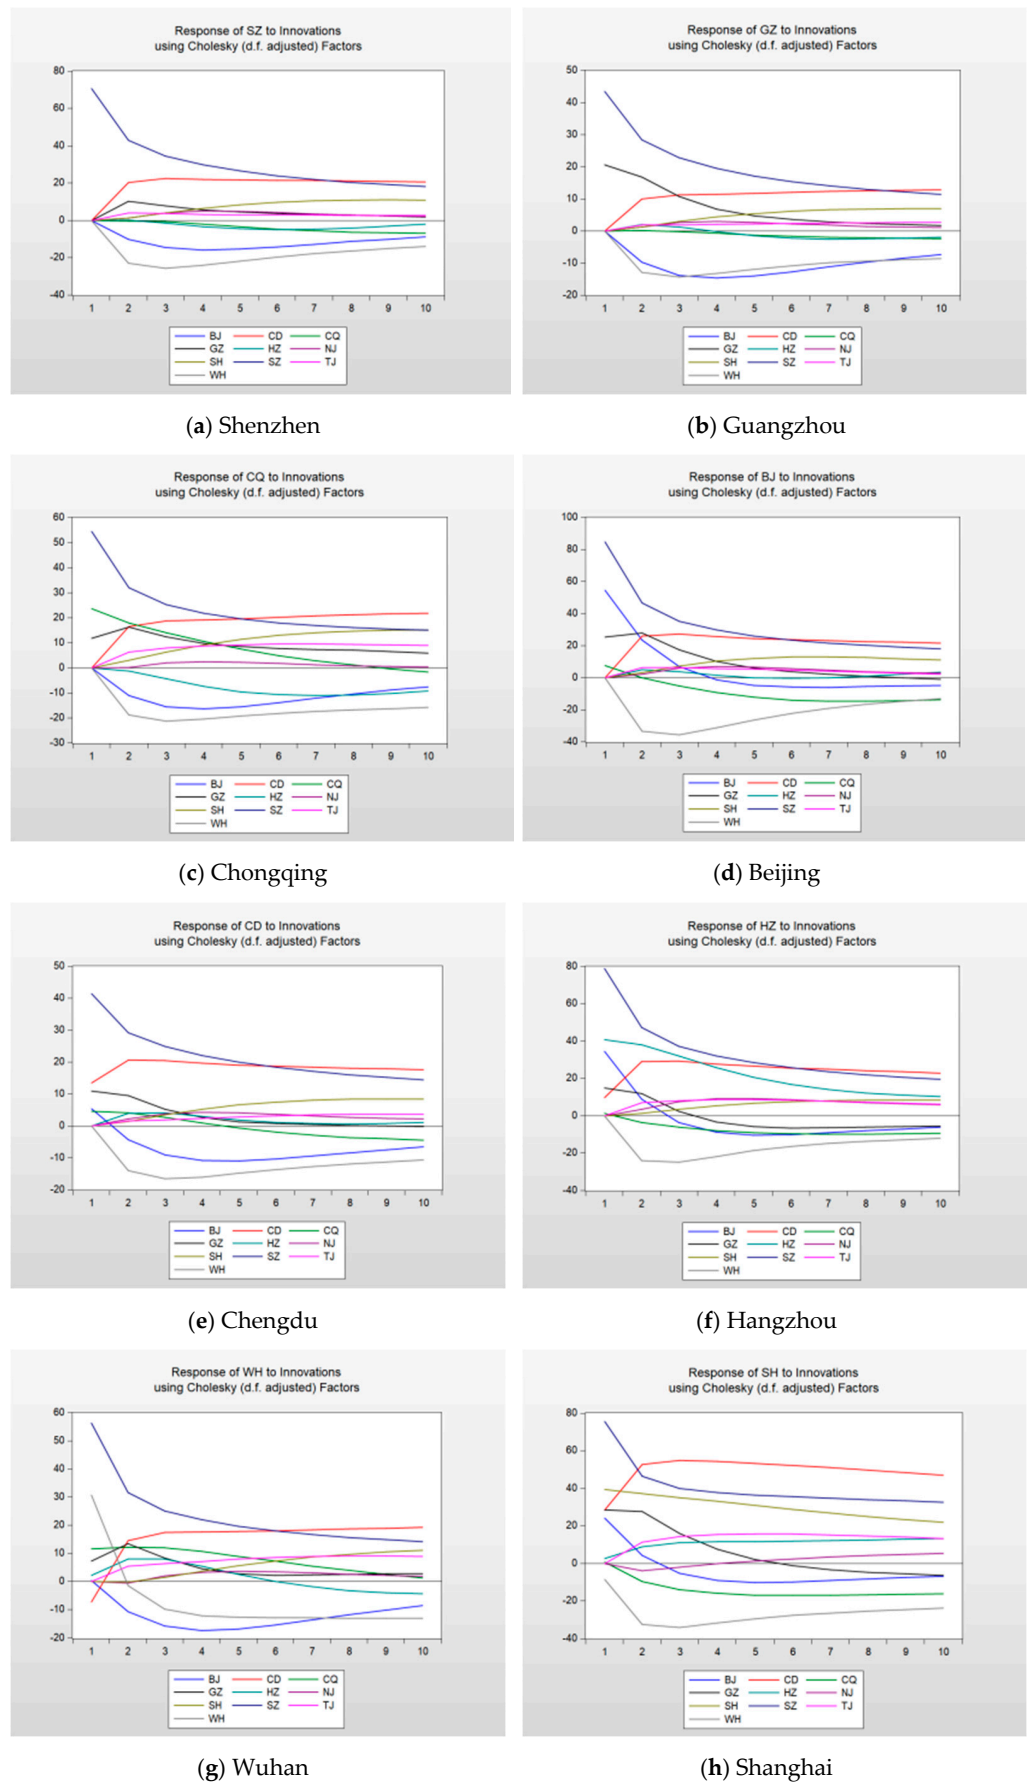 Response of SZ to Innovations
using Cholesky (d.f. adjusted) Factors
80
60
40
20
0
-20
-40
1 2 3 4 5 6 7 8 9 10
BJ CD CQ
GZ HZ NJ
SH SZ TJ
WH
(a) Shenzhen
Response of GZ to Innovations
using Cholesky (d.f. adjusted) Factors
50
40
30
20
10
0
-10
-20
1 2 3 4 5 6 7 8 9 10
BJ CD CQ
GZ HZ NJ
SH SZ TJ
WH
(b) Guangzhou
Response of CQ to Innovations
using Cholesky (d.f. adjusted) Factors
60
50
40
30
20
10
0
-10
-20
-30
1 2 3 4 5 6 7 8 9 10
BJ CD CQ
GZ HZ NJ
SH SZ TJ
WH
(c) Chongqing
Response of BJ to Innovations
using Cholesky (d.f. adjusted) Factors
100
80
60
40
20
0
-20
-40
1 2 3 4 5 6 7 8 9 10
BJ CD CQ
GZ HZ NJ
SH SZ TJ
WH
(d) Beijing
Response of CD to Innovations
using Cholesky (d.f. adjusted) Factors
50
40
30
20
10
0
-10
-20
1 2 3 4 5 6 7 8 9 10
BJ CD CQ
GZ HZ NJ
SH SZ TJ
WH
(e) Chengdu
Response of HZ to Innovations
using Cholesky (d.f. adjusted) Factors
80
60
40
20
0
-20
-40
1 2 3 4 5 6 7 8 9 10
BJ CD CQ
GZ HZ NJ
SH SZ TJ
WH
(f) Hangzhou
Response of WH to Innovations
using Cholesky (d.f. adjusted) Factors
60
50
40
30
20
10
0
-10
-20
1 2 3 4 5 6 7 8 9 10
BJ CD CQ
GZ HZ NJ
SH SZ TJ
WH
(g) Wuhan
Response of SH to Innovations
using Cholesky (d.f. adjusted) Factors
80
60
40
20
0
-20
-40
1 2 3 4 5 6 7 8 9 10
BJ CD CQ
GZ HZ NJ
SH SZ TJ
WH
(h) Shanghai